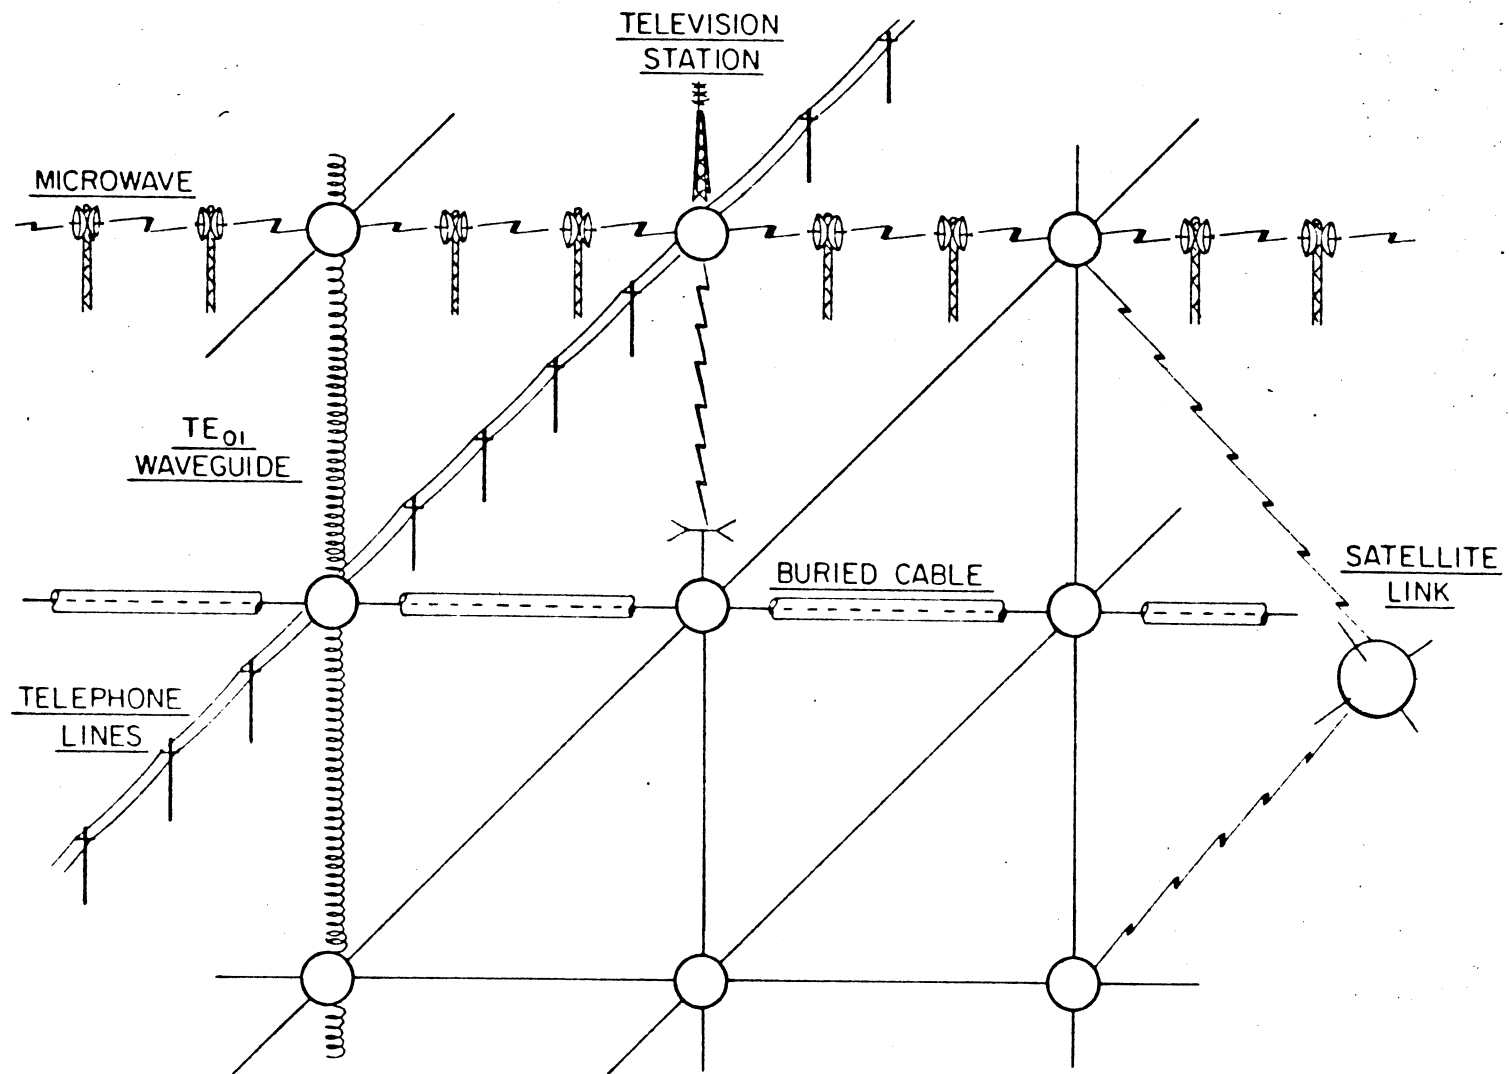 TELEVISION
STATION
MICROWAVE
TE01
WAVEGUIDE
BURIED CABLE
SATELLITE
LINK
TELEPHONE
LINES